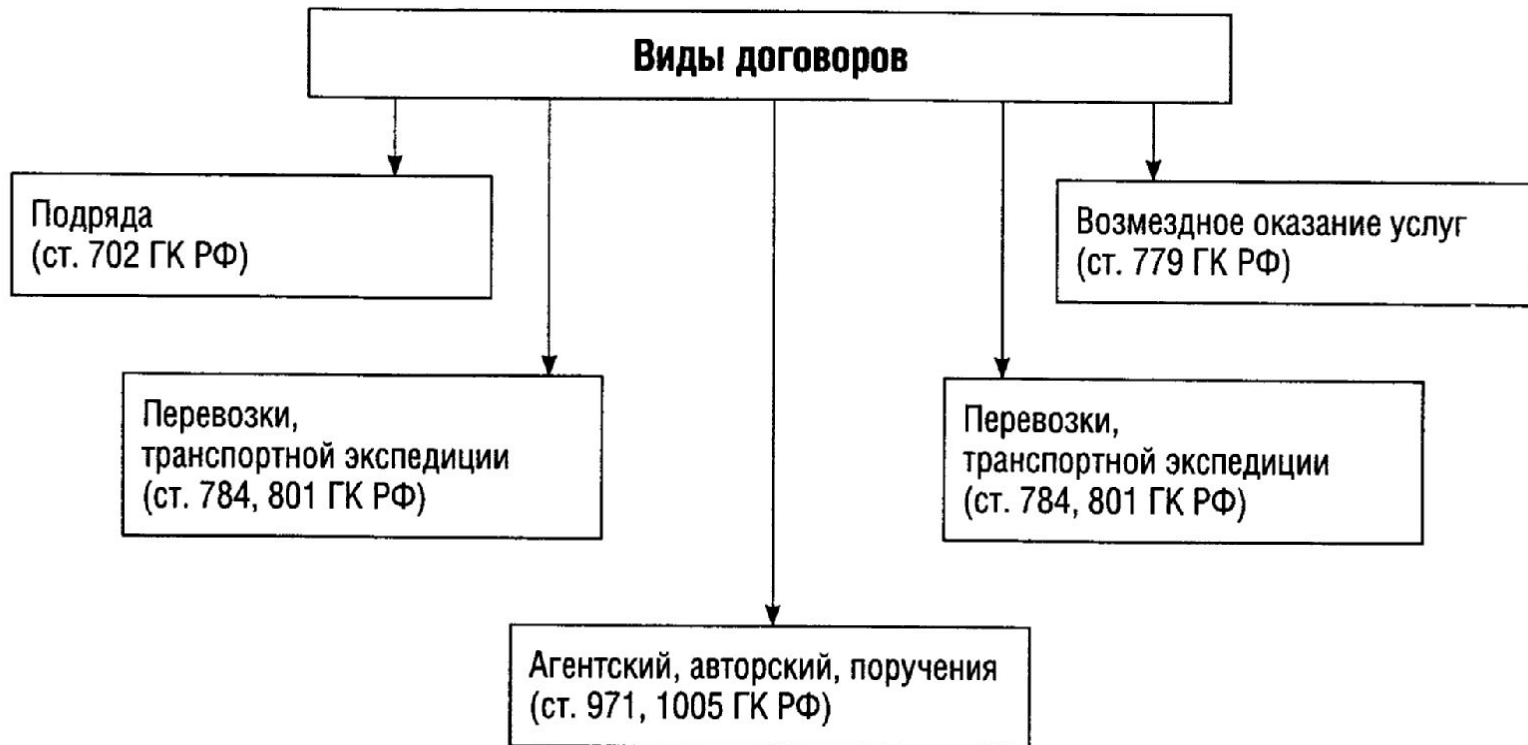 Виды договоров
Подряда
(ст. 702 ГК РФ)
Возмездное оказание услуг
(ст. 779 ГК РФ)
Перевозки,
транспортной экспедиции
(ст. 784, 801 ГК РФ)
Перевозки,
транспортной экспедиции
(ст. 784, 801 ГК РФ)
Агентский, авторский, поручения
(ст. 971, 1005 ГК РФ)